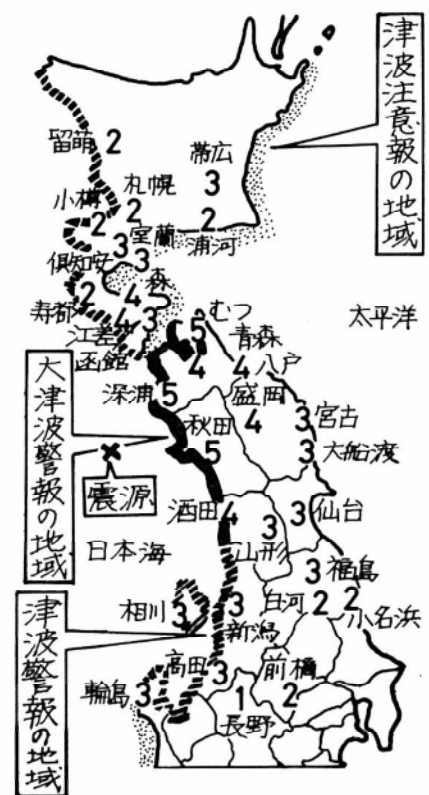 津波注意報の地域
留萌 2
帯広
3
小樽
2
札幌
2
2
浦河
室蘭
3
倶知安
3
2
森
4
寿都
江差
4
3
函館
むつ
5
青森
4
太平洋
4
八戸
深浦
5
盛岡
4
秋田
5
宮古
3
大船渡
3
大津波警報の地域
震源
酒田
4
3
山形
3
仙台
日本海
3
福島
白河
2
2
小名浜
相川
3
3
新潟
津波警報の地域
高田
3
前橋
2
輪島
3
1
長野